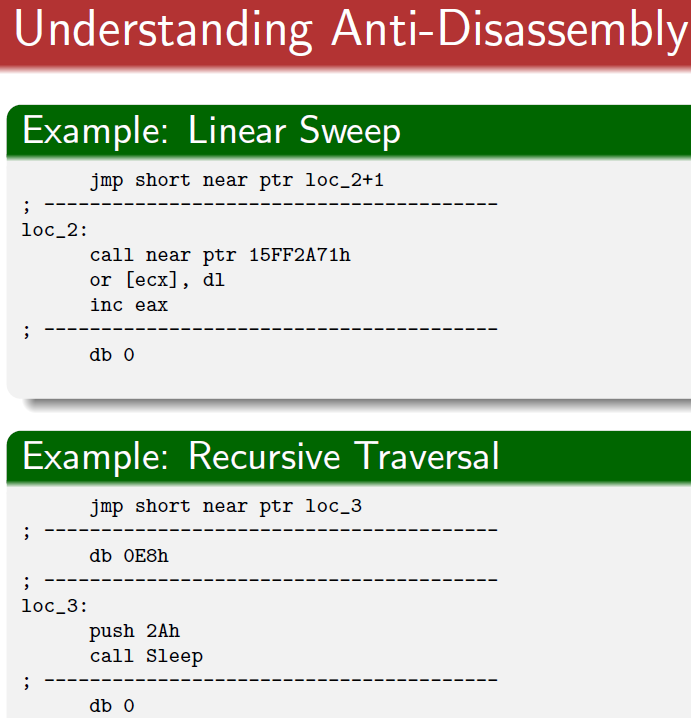 Understanding Anti-Disassembly
Example: Linear Sweep
jmp short near ptr loc_2+1
; ----------------------------------------
loc_2:
call near ptr 15FF2A71h
or [ecx], dl
inc eax
; ----------------------------------------
db 0
Example: Recursive Traversal
jmp short near ptr loc_3
; ----------------------------------------
db 0E8h
; ----------------------------------------
loc_3:
push 2Ah
call Sleep
; ----------------------------------------
db 0